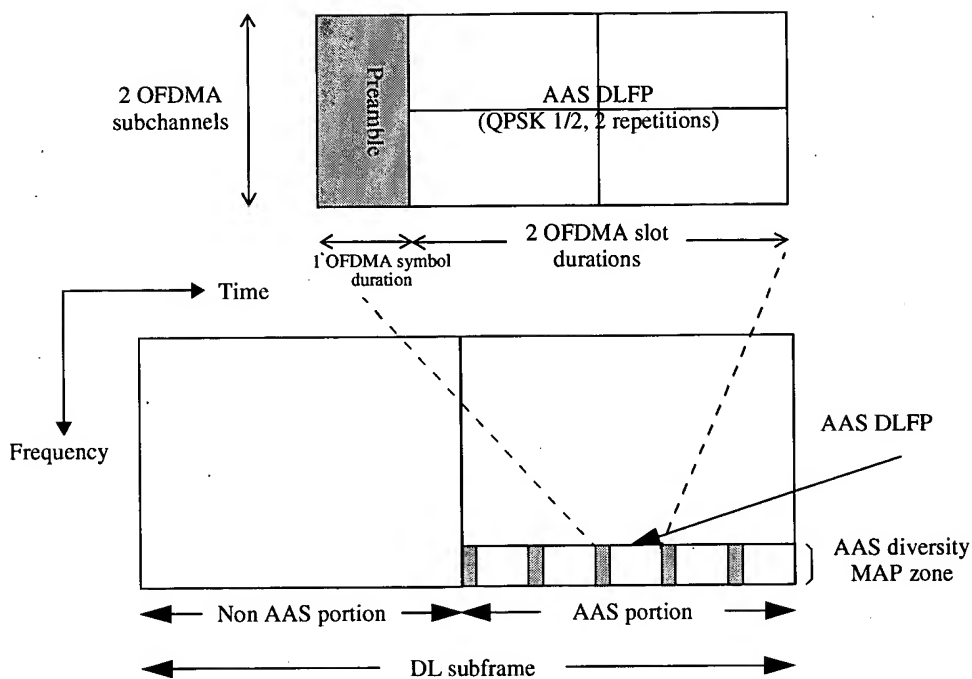 2 OFDMA
subchannels
Preamble
AAS DLFP
(QPSK 1/2, 2 repetitions)
1 OFDMA symbol
duration
2 OFDMA slot
durations
Time
Frequency
AAS DLFP
AAS diversity
MAP zone
Non AAS portion
AAS portion
DL subframe